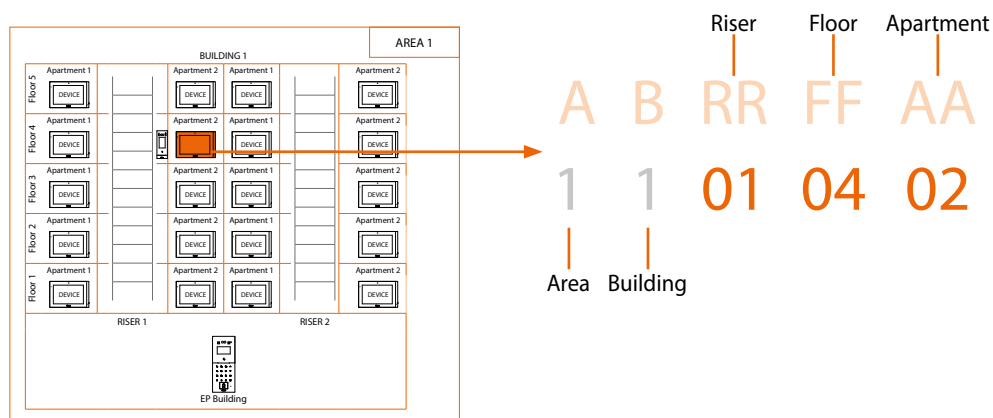 AREA 1
BUILDING 1
Floor 5
Apartment 1
Apartment 2
Apartment 1
Apartment 2
DEVICE
DEVICE
DEVICE
DEVICE
Floor 4
Apartment 1
Apartment 2
Apartment 1
Apartment 2
DEVICE
DEVICE
DEVICE
Floor 3
Apartment 1
Apartment 2
Apartment 1
Apartment 2
DEVICE
DEVICE
DEVICE
DEVICE
Floor 2
Apartment 1
Apartment 2
Apartment 1
Apartment 2
DEVICE
DEVICE
DEVICE
DEVICE
Floor 1
Apartment 1
Apartment 2
Apartment 1
Apartment 2
DEVICE
DEVICE
DEVICE
DEVICE
RISER 1
RISER 2
EP Building
Riser Floor Apartment
A B RR FF AA
1 1 01 04 02
Area Building